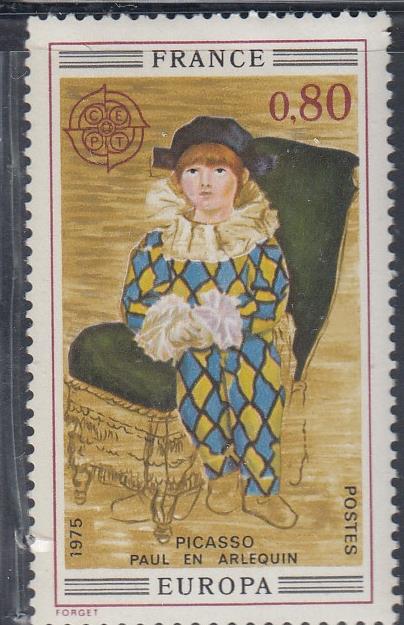 FRANCE
0,80
C E
P T
1975
POSTES
PICASSO
PAUL EN ARLEQUIN
EUROPA
FORGET